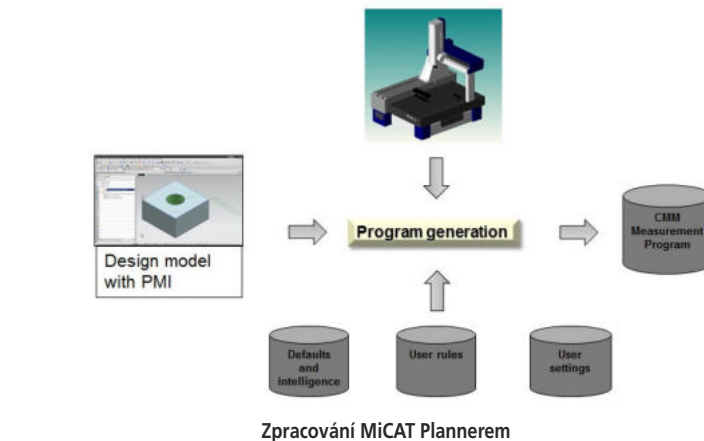 Program generation
CMM
Measurement
Program
Design model
with PMI
Defaults
and
intelligence
User rules
User
settings
Zpracování MiCAT Plannerem